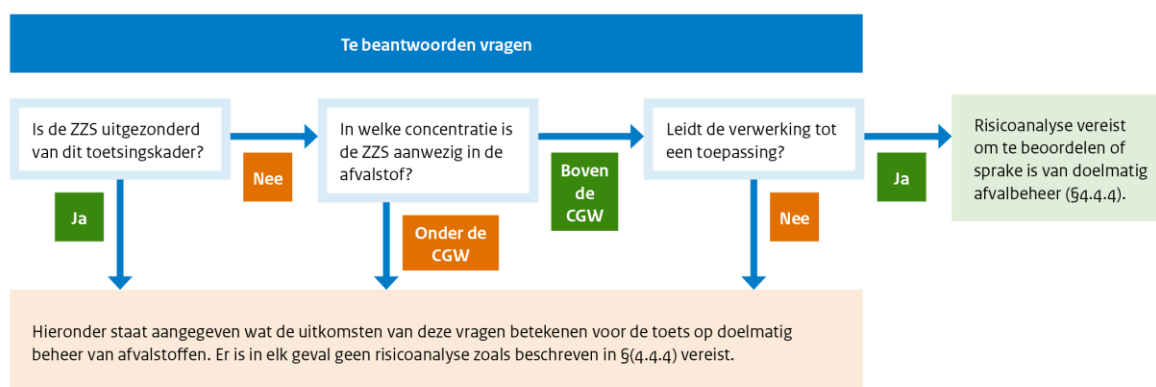 Te beantwoorden vragen
Is de ZZS uitgezonderd
van dit toetsingskader?
Nee
Ja
In welke concentratie is
de ZZS aanwezig in de
afvalstof?
Boven
de
CGW
Onder de
CGW
Leidt de verwerking tot
een toepassing?
Ja
Nee
Risicoanalyse vereist
om te beoordelen of
sprake is van doelmatig
afvalbeheer (§4.4.4).
Hieronder staat aangegeven wat de uitkomsten van deze vragen betekenen voor de toets op doelmatig
beheer van afvalstoffen. Er is in elk geval geen risicoanalyse zoals beschreven in §(4.4.4) vereist.